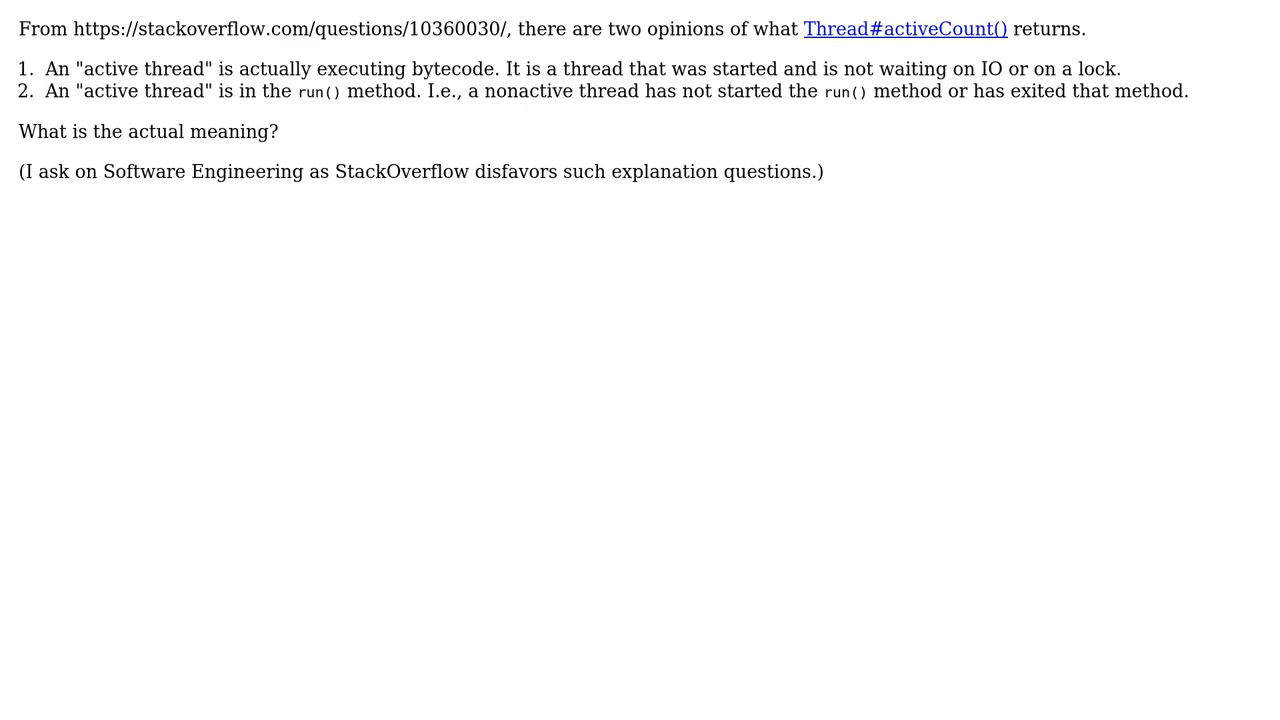 From https://stackoverflow.com/questions/10360030/, there are two opinions of what Thread#activeCount() returns.
1. An "active thread" is actually executing bytecode. It is a thread that was started and is not waiting on IO or on a lock.
2. An "active thread" is in the run() method. I.e., a nonactive thread has not started the run() method or has exited that method.
What is the actual meaning?
(I ask on Software Engineering as StackOverflow disfavors such explanation questions.)